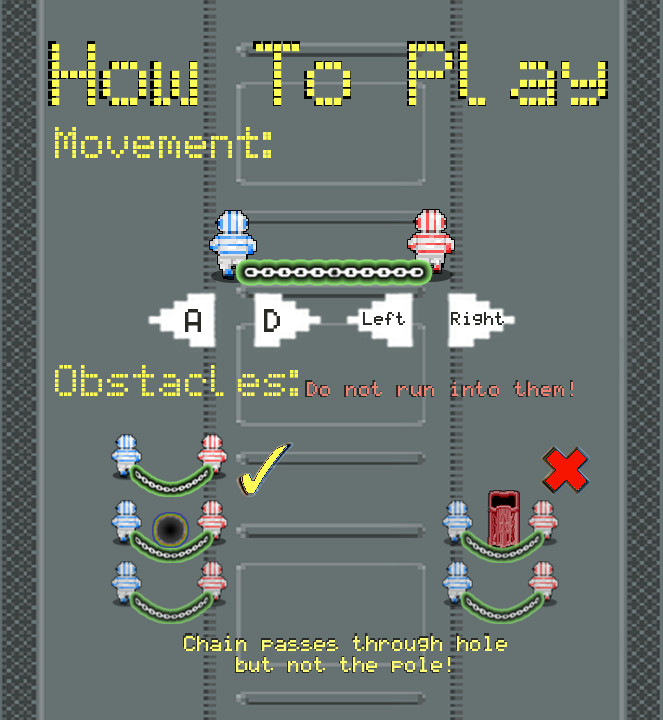 How To Play
Movement:
A D Left Right
Obstacles: Do not run into them!
Chain passes through hole
but not the pole!